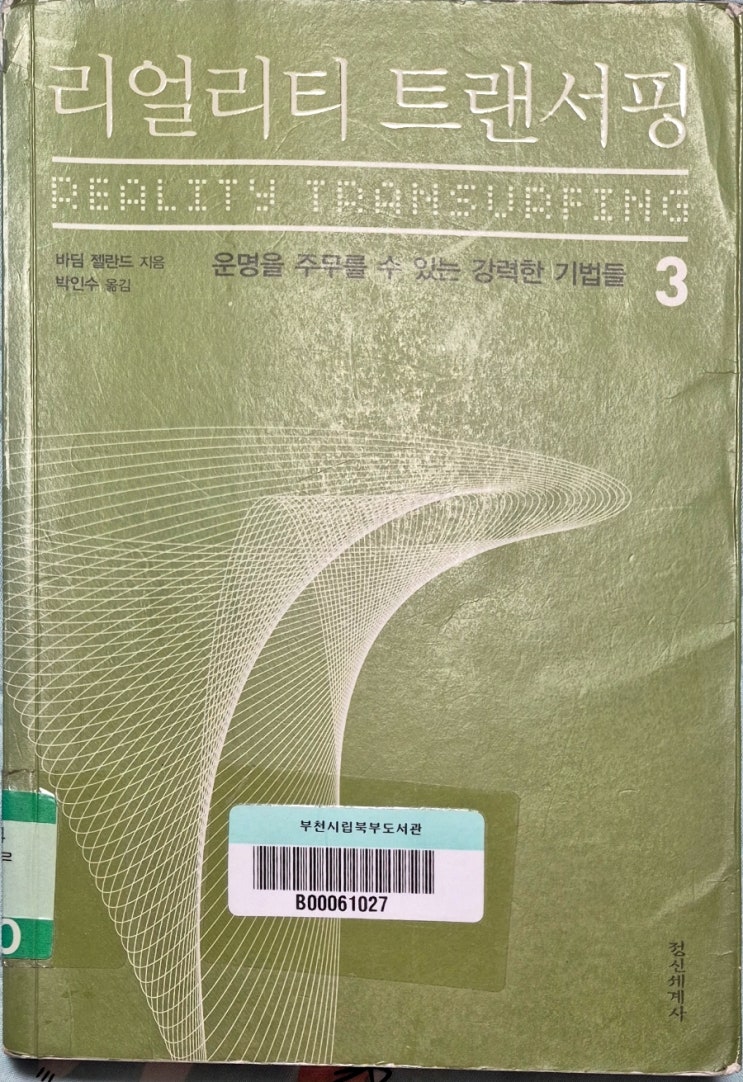 리얼리티 트랜서핑
REALITY TRANSURFING
바딤 젤란드 지음
박인수 옮김
운명을 주무를 수 있는 강력한 기법들 3
부천시립북부도서관
B00061027
정신세계사